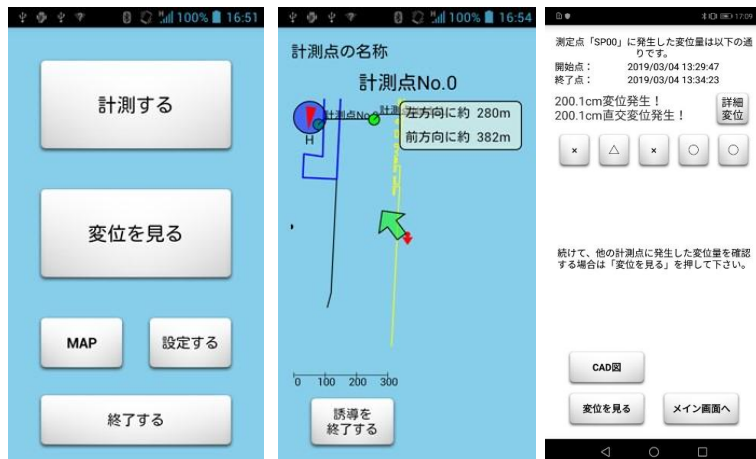 100% 16:51
計測する
変位を見る
MAP
設定する
終了する
100% 16:54
計測点の名称
計測点No.0
左方向に約 280m
前方向に約 382m
計測点No
H
0 100 200 300
誘導を
終了する
17:09
測定点「SP00」に発生した変位量は以下の通
りです。
開始点： 2019/03/04 13:29:47
終了点： 2019/03/04 13:34:23
200.1cm変位発生！
200.1cm直交変位発生！
詳細
変位
× △ × ○ ○
続けて、他の計測点に発生した変位量を確認
する場合は「変位を見る」を押して下さい。
CAD図
変位を見る
メイン画面へ